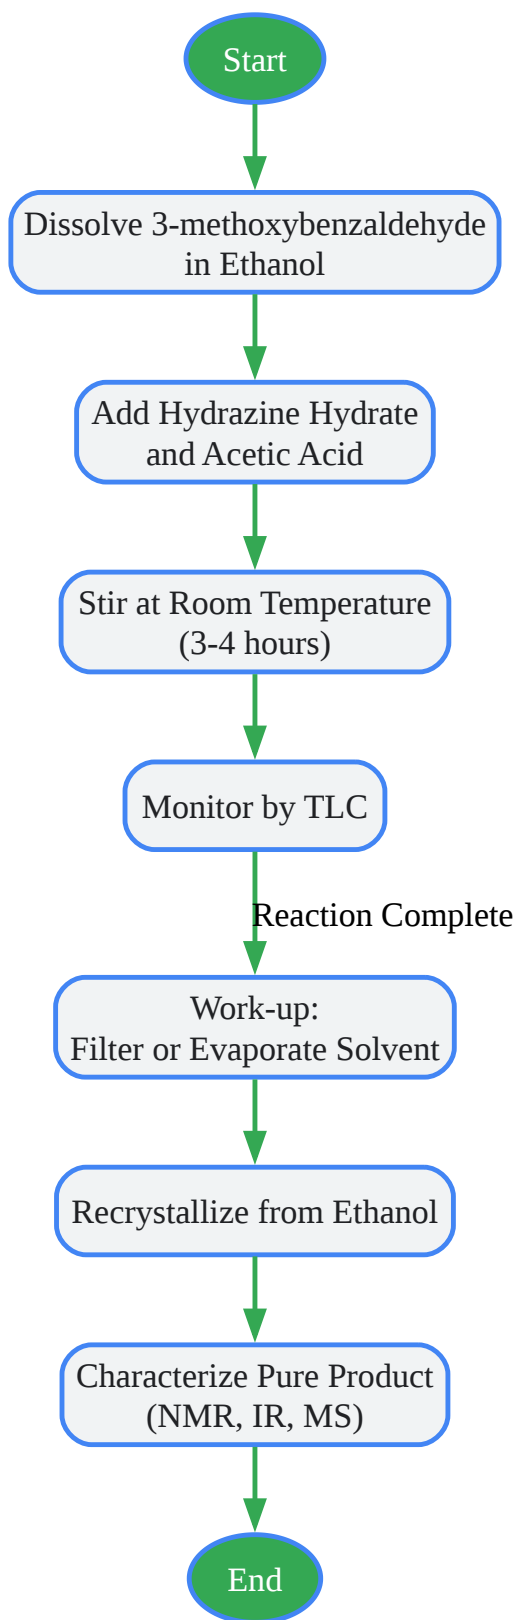 Start
Dissolve 3-methoxybenzaldehyde
in Ethanol
Add Hydrazine Hydrate
and Acetic Acid
Stir at Room Temperature
(3-4 hours)
Monitor by TLC
Reaction Complete
Work-up:
Filter or Evaporate Solvent
Recrystallize from Ethanol
Characterize Pure Product
(NMR, IR, MS)
End